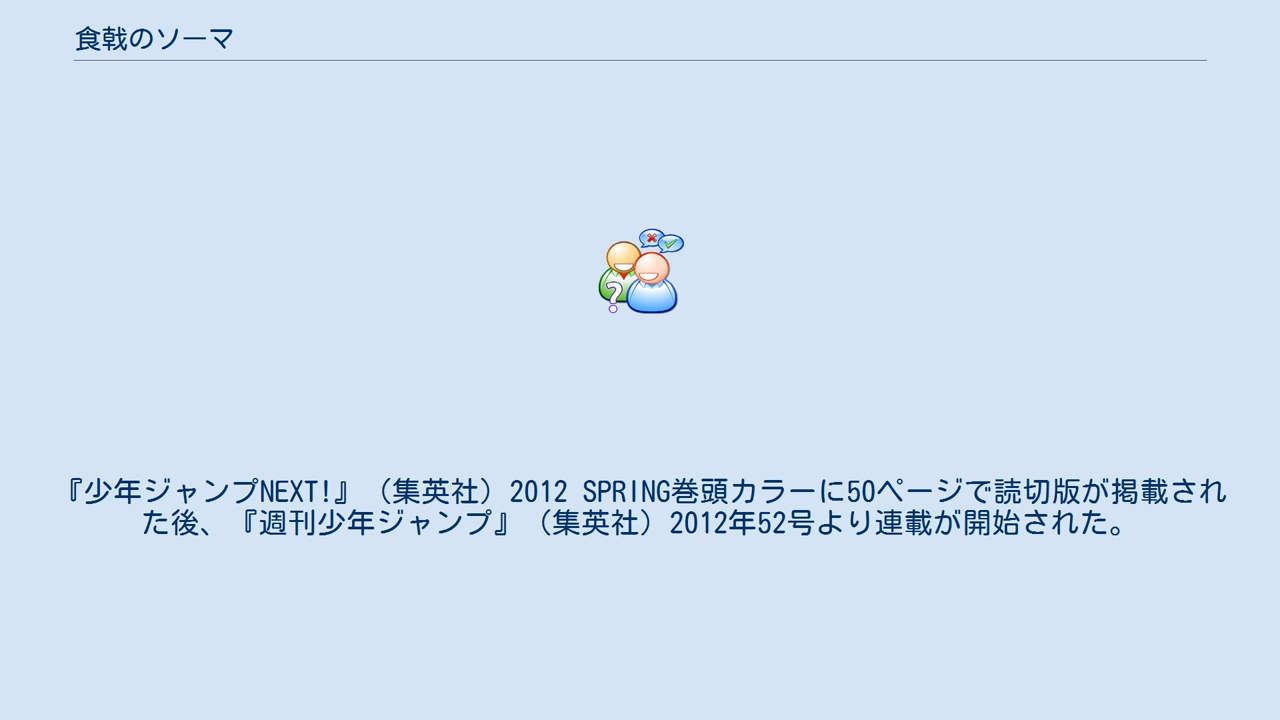 食戟のソーマ
『少年ジャンプNEXT!』（集英社）2012 SPRING巻頭カラーに50ページで読切版が掲載され
た後、『週刊少年ジャンプ』（集英社）2012年52号より連載が開始された。